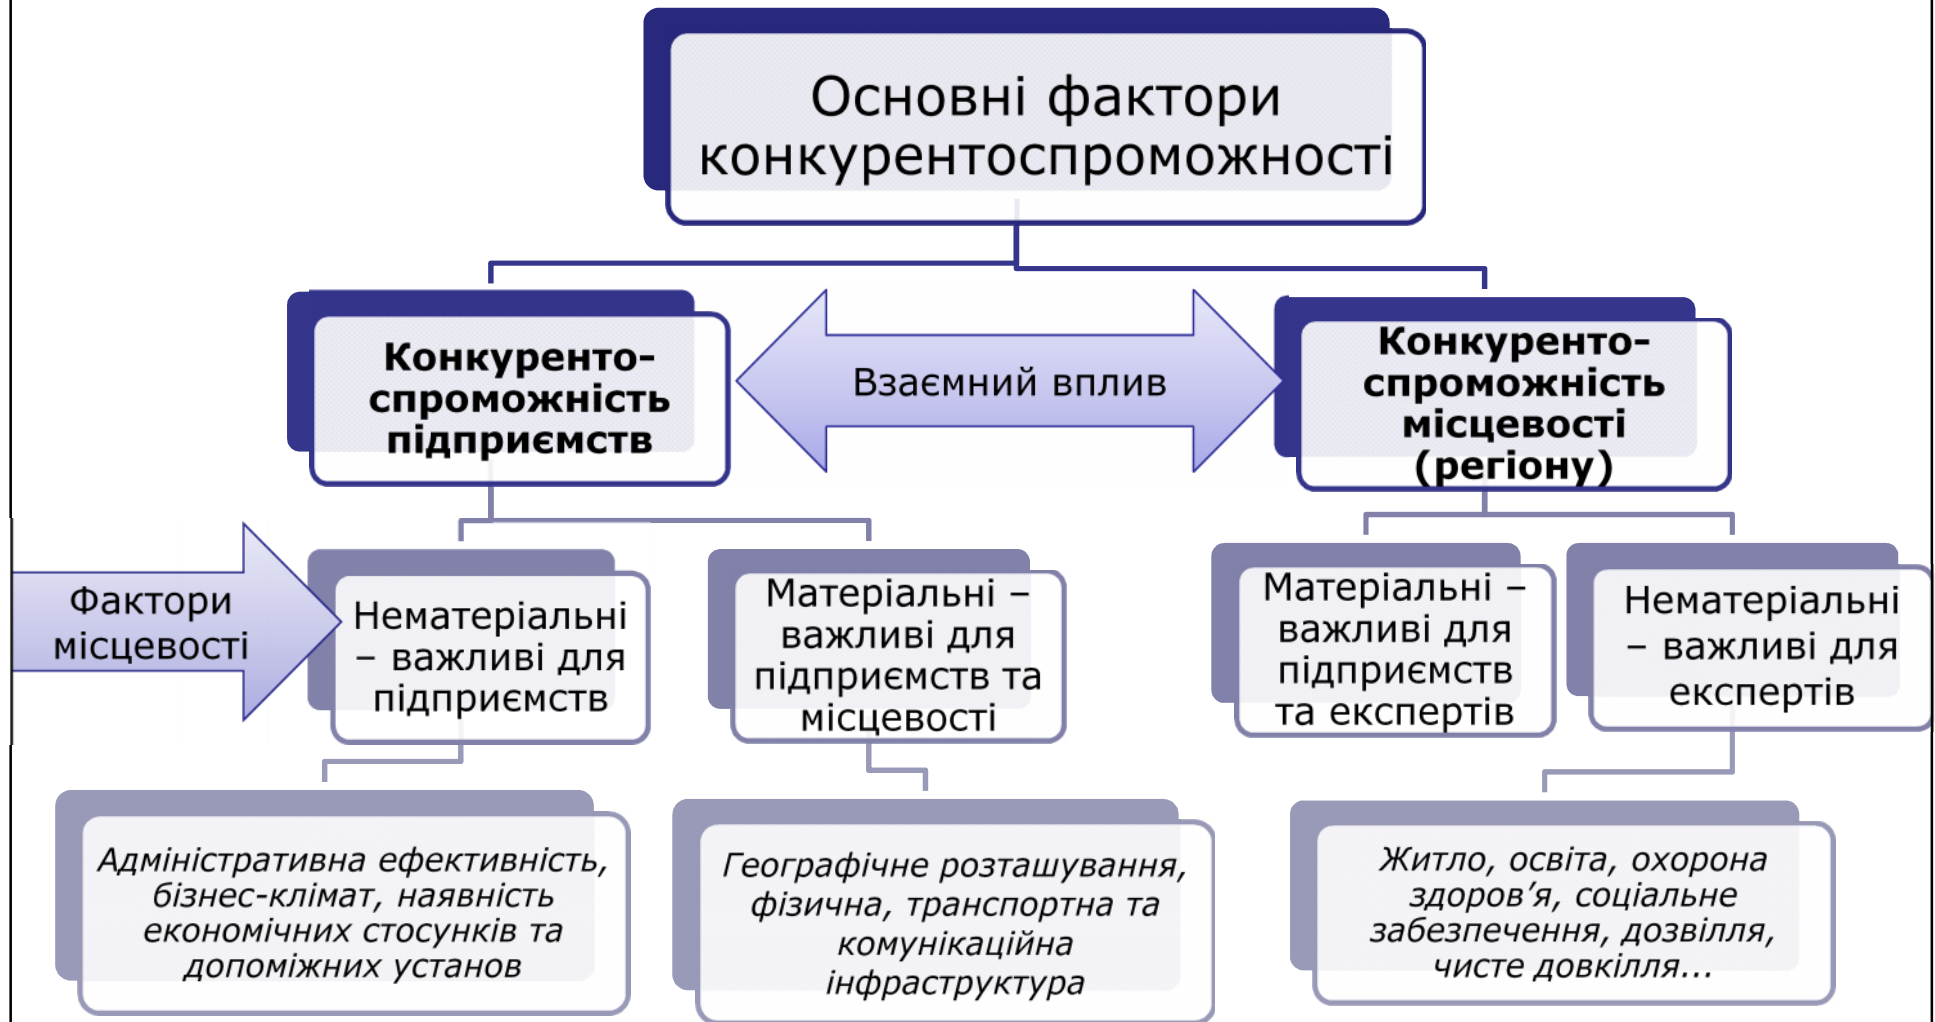 Основні фактори
конкурентоспроможності
Конкуренто-
спроможність
підприємств
Взаємний вплив
Конкуренто-
спроможність
місцевості
(регіону)
Фактори
місцевості
Нематеріальні
– важливі для
підприємств
Матеріальні –
важливі для
підприємств та
місцевості
Матеріальні –
важливі для
підприємств
та експертів
Нематеріальні
– важливі для
експертів
Адміністративна ефективність,
бізнес-клімат, наявність
економічних стосунків та
допоміжних установ
Географічне розташування,
фізична, транспортна та
комунікаційна
інфраструктура
Житло, освіта, охорона
здоров’я, соціальне
забезпечення, дозвілля,
чисте довкілля…